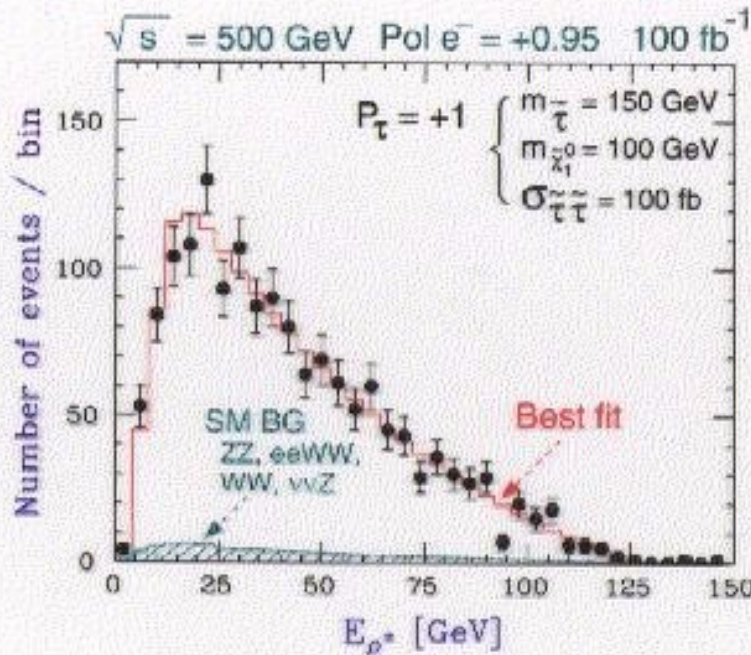 √s = 500 GeV Pol e⁻ = +0.95 100 fb⁻¹
Number of events / bin
150
100
50
0
P_τ = +1
m_τ̃ = 150 GeV
m_χ̃₁⁰ = 100 GeV
σ_τ̃τ̃ = 100 fb
SM BG
ZZ, eeWW,
WW, ννZ
Best fit
0 25 50 75 100 125 150
E_ρ± [GeV]